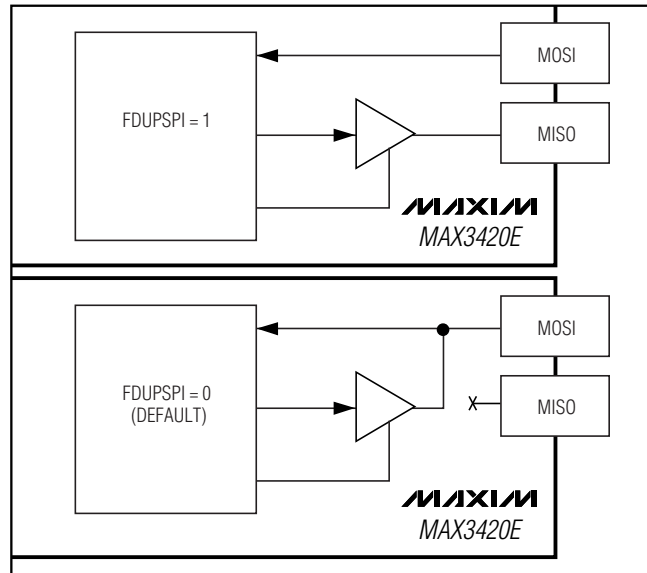 MOSI
FDUPSPI = 1
MISO
MAXIM
MAX3420E
MOSI
FDUPSPI = 0
(DEFAULT)
MISO
MAXIM
MAX3420E